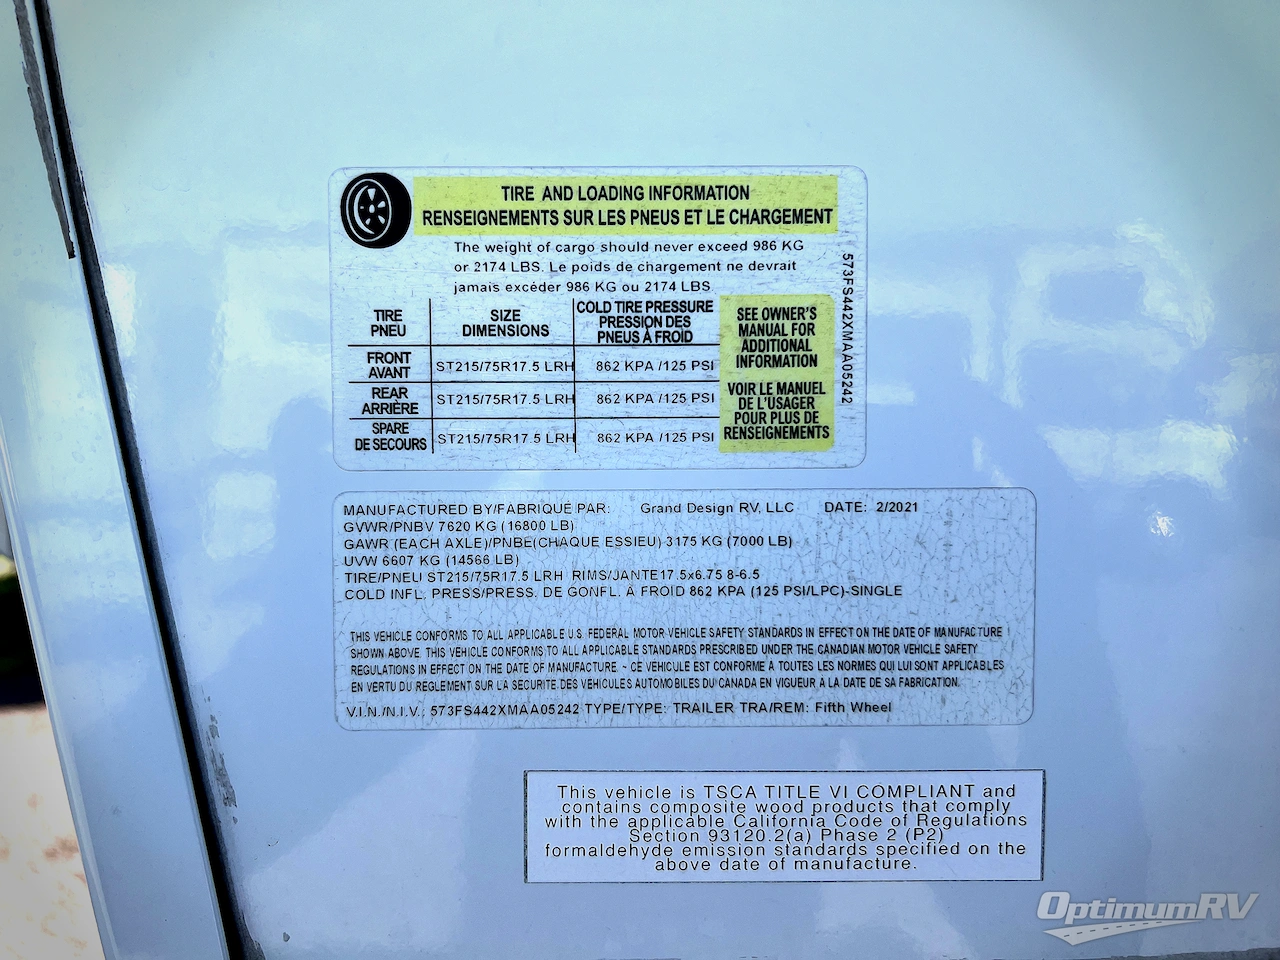 TIRE AND LOADING INFORMATION
RENSEIGNEMENTS SUR LES PNEUS ET LE CHARGEMENT
The weight of cargo should never exceed 986 KG
or 2174 LBS. Le poids de chargement ne devrait
jamais excéder 986 KG ou 2174 LBS
TIRE
PNEU
SIZE
DIMENSIONS
COLD TIRE PRESSURE
PRESSION DES
PNEUS À FROID
FRONT
AVANT
ST215/75R17.5 LRH
862 KPA /125 PSI
REAR
ARRIÈRE
ST215/75R17.5 LRH
862 KPA /125 PSI
SPARE
DE SECOURS
ST215/75R17.5 LRH
862 KPA /125 PSI
SEE OWNER'S
MANUAL FOR
ADDITIONAL
INFORMATION
VOIR LE MANUEL
DE L'USAGER
POUR PLUS DE
RENSEIGNEMENTS
573FS442XMAA05242
MANUFACTURED BY/FABRIQUÉ PAR: Grand Design RV, LLC DATE: 2/2021
GVWR/PNBV 7620 KG (16800 LB)
GAWR (EACH AXLE)/PNBE(CHAQUE ESSIEU) 3175 KG (7000 LB)
UVW 6607 KG (14566 LB)
TIRE/PNEU ST215/75R17.5 LRH RIMS/JANTE17.5x6.75 8-6.5
COLD INFL. PRESS/PRESS. DE GONFL. À FROID 862 KPA (125 PSI/LPC)-SINGLE
THIS VEHICLE CONFORMS TO ALL APPLICABLE U.S. FEDERAL MOTOR VEHICLE SAFETY STANDARDS IN EFFECT ON THE DATE OF MANUFACTURE
SHOWN ABOVE. THIS VEHICLE CONFORMS TO ALL APPLICABLE STANDARDS PRESCRIBED UNDER THE CANADIAN MOTOR VEHICLE SAFETY
REGULATIONS IN EFFECT ON THE DATE OF MANUFACTURE. - CE VÉHICULE EST CONFORME À TOUTES LES NORMES QUI LUI SONT APPLICABLES
EN VERTU DU RÈGLEMENT SUR LA SÉCURITÉ DES VÉHICULES AUTOMOBILES DU CANADA EN VIGUEUR À LA DATE DE SA FABRICATION.
V.I.N./N.I.V.: 573FS442XMAA05242 TYPE/TYPE: TRAILER TRA/REM: Fifth Wheel
This vehicle is TSCA TITLE VI COMPLIANT and
contains composite wood products that comply
with the applicable California Code of Regulations
Section 93120.2(a) Phase 2 (P2)
formaldehyde emission standards specified on the
above date of manufacture.
OptimumRV